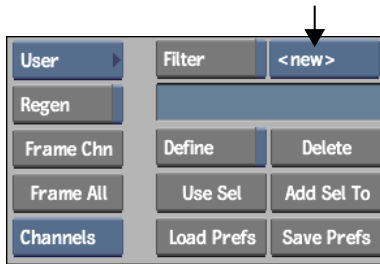 User Filter <new>
Regen
Frame Chn Define Delete
Frame All Use Sel Add Sel To
Channels Load Prefs Save Prefs